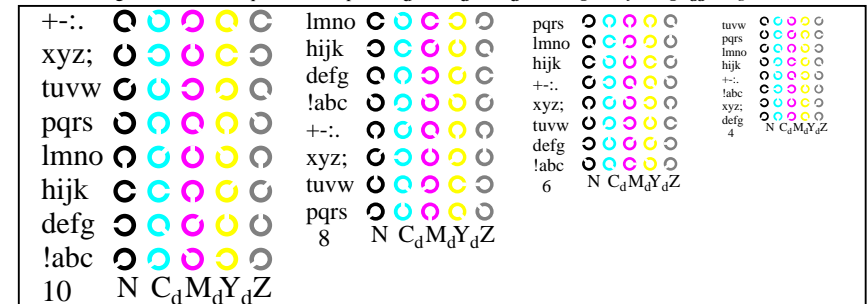 +-:.
xyz;
tuvw
pqrs
lmno
hijk
defg
!abc
10 N CdMdYdZ
lmno
hijk
defg
!abc
+-:.
xyz;
tuvw
pqrs
8 N CdMdYdZ
pqrs
lmno
hijk
+-:.
xyz;
tuvw
defg
!abc
6 N CdMdYdZ
tuvw
pqrs
lmno
hijk
+-:.
!abc
xyz;
defg
4 N CdMdYdZ